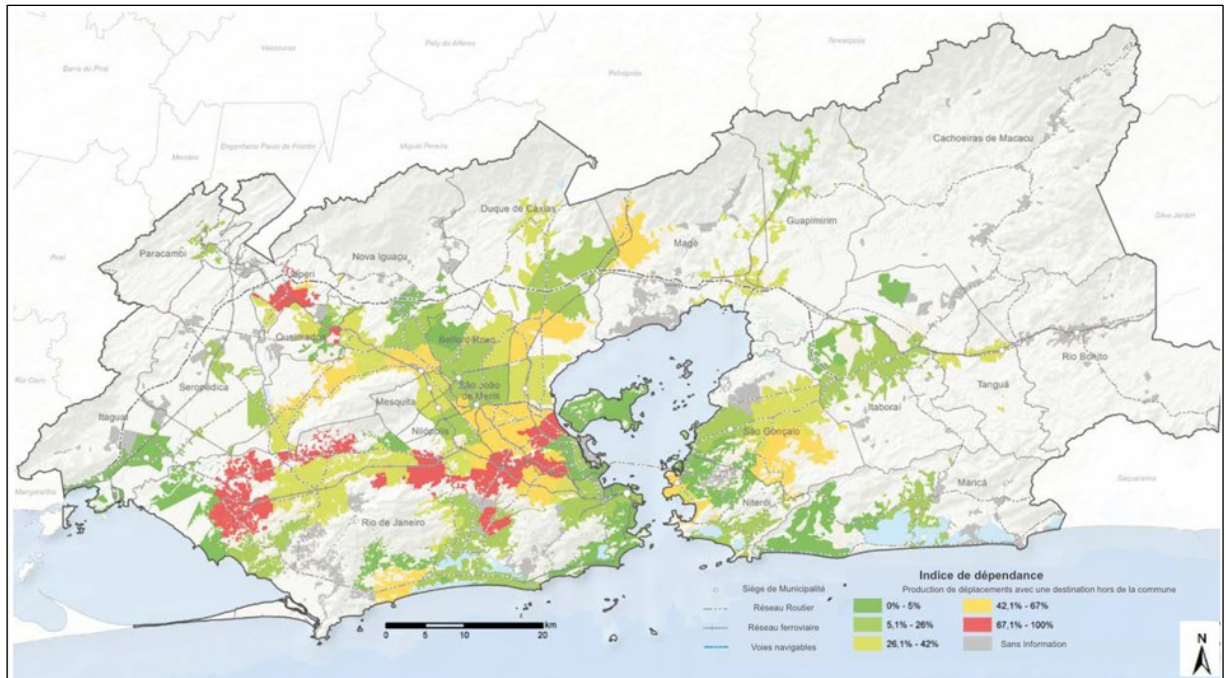 Vassouras
Paty do Alferes
Teresópolis
Barra do Piraí
Petrópolis
Engenheiro Paulo de Frontin
Miguel Pereira
Mendes
Cachoeiras de Macacu
Silva Jardim
Duque de Caxias
Guapimirim
Magé
Paracambi
Nova Iguaçu
Piraí
Japeri
Queimados
Belford Roxo
Rio Bonito
Rio Claro
Seropédica
São João
de Meriti
Tanguá
Mesquita
Itaboraí
Itaguaí
Nilópolis
São Gonçalo
Mangaratiba
Maricá
Saquarema
Niterói
Rio de Janeiro
Indice de dépendance
Siège de Municipalité
Production de déplacements avec une destination hors de la commune
Réseau Routier
0% - 5%
42,1% - 67%
Réseau ferroviaire
5,1% - 26%
67,1% - 100%
Voies navigables
26,1% - 42%
Sans Information
km
0 5 10 20
N